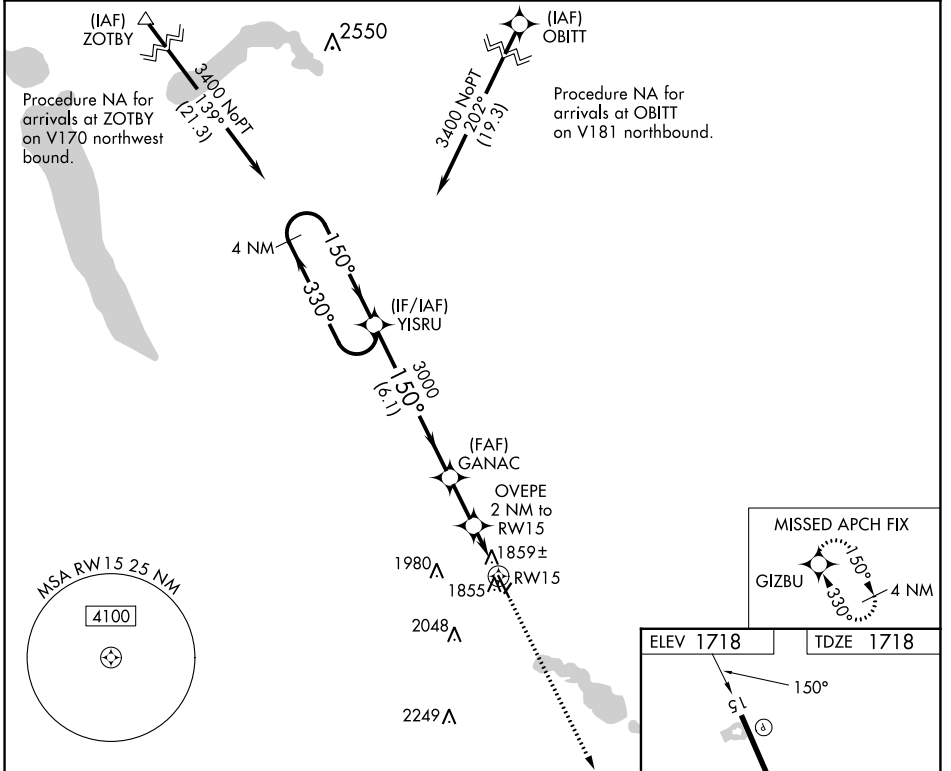 (IAF)
ZOTBY
2550
(IAF)
OBITT
3400 NoPT
139°
(21.3)
3400 NoPT
202°
(19.3)
Procedure NA for
arrivals at ZOTBY
on V170 northwest
bound.
Procedure NA for
arrivals at OBITT
on V181 northbound.
4 NM
150°
330°
(IF/IAF)
YISRU
3000
150°
(6.1)
(FAF)
GANAC
OVEPE
2 NM to
RW15
1859±
1980
1855
RW15
2048
2249
MSA RW15 25 NM
4100
MISSED APCH FIX
GIZBU
150°
330°
4 NM
ELEV 1718
TDZE 1718
150°
15
P